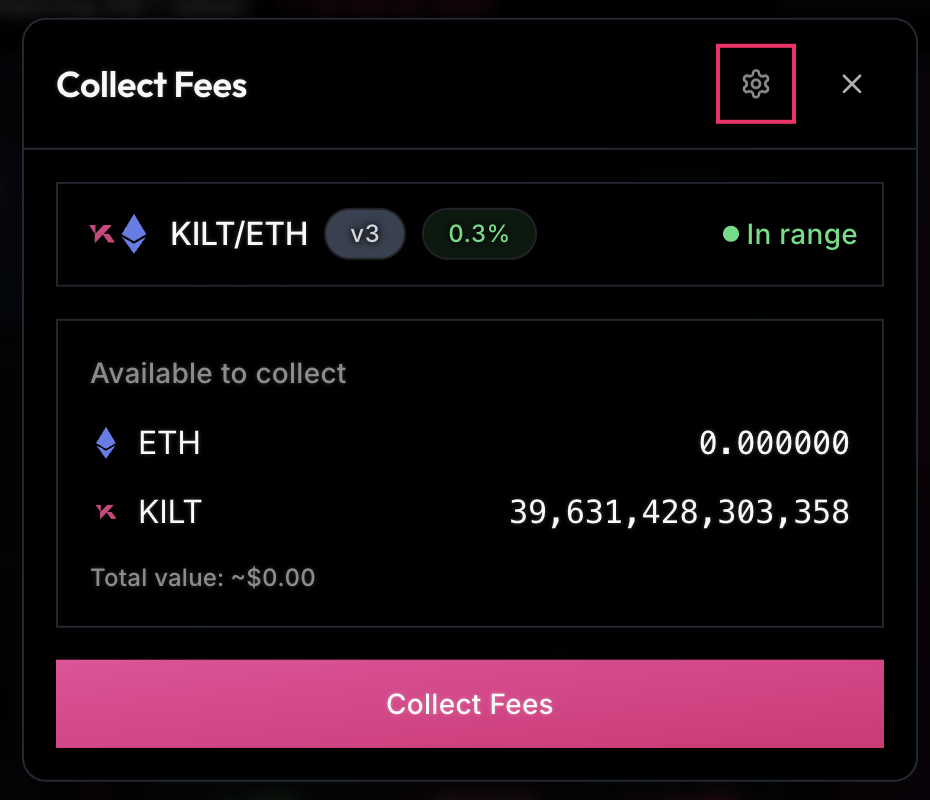 Collect Fees
KILT/ETH v3 0.3% In range
Available to collect
ETH 0.000000
KILT 39,631,428,303,358
Total value: ~$0.00
Collect Fees